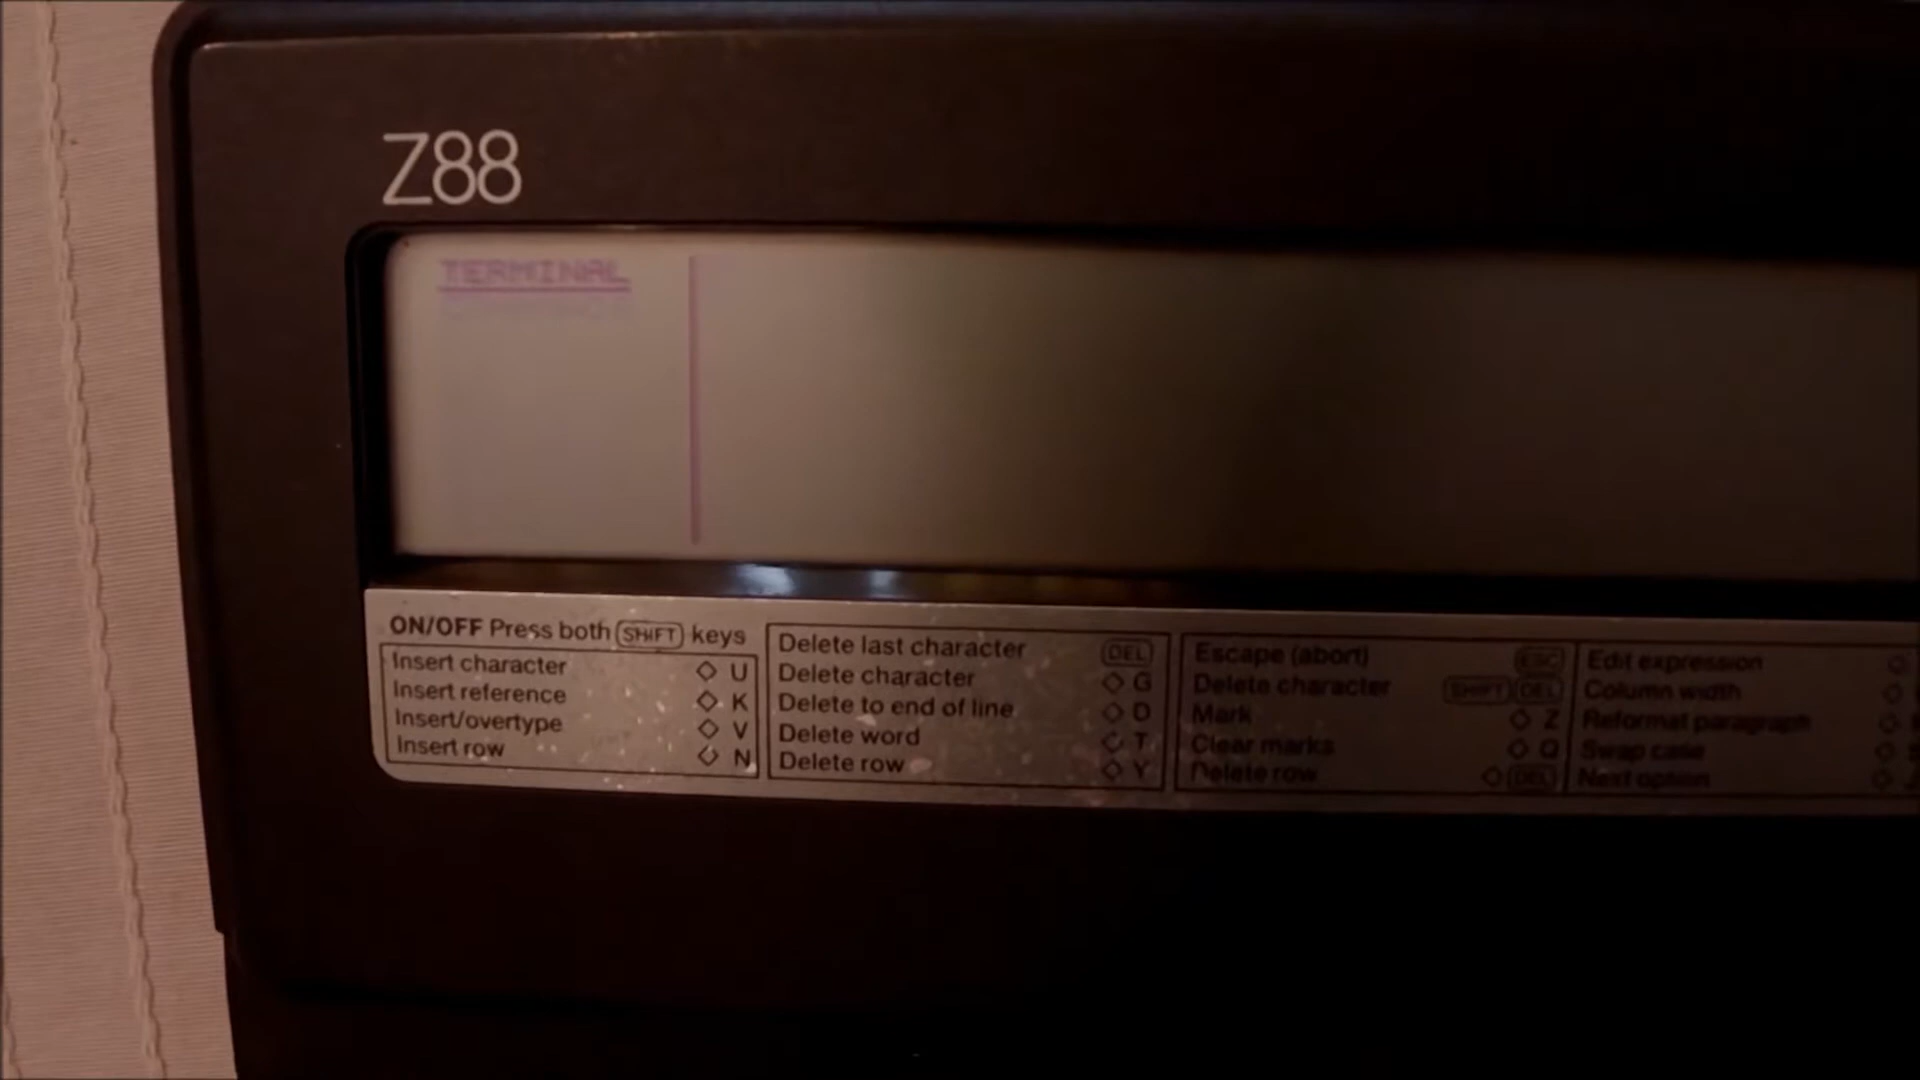 Z88
TERMINAL
ON/OFF Press both SHIFT keys
Insert character ◇ U
Insert reference ◇ K
Insert/overtype ◇ V
Insert row ◇ N
Delete last character DEL
Delete character ◇ G
Delete to end of line ◇ D
Delete word ◇ T
Delete row ◇ Y
Escape (abort) ESC
Delete character SHIFT DEL
Mark ◇ Z
Clear marks ◇ Q
Delete row ◇ DEL
Edit expression ◇
Column width ◇
Reformat paragraph ◇
Swap case ◇
Next option ◇